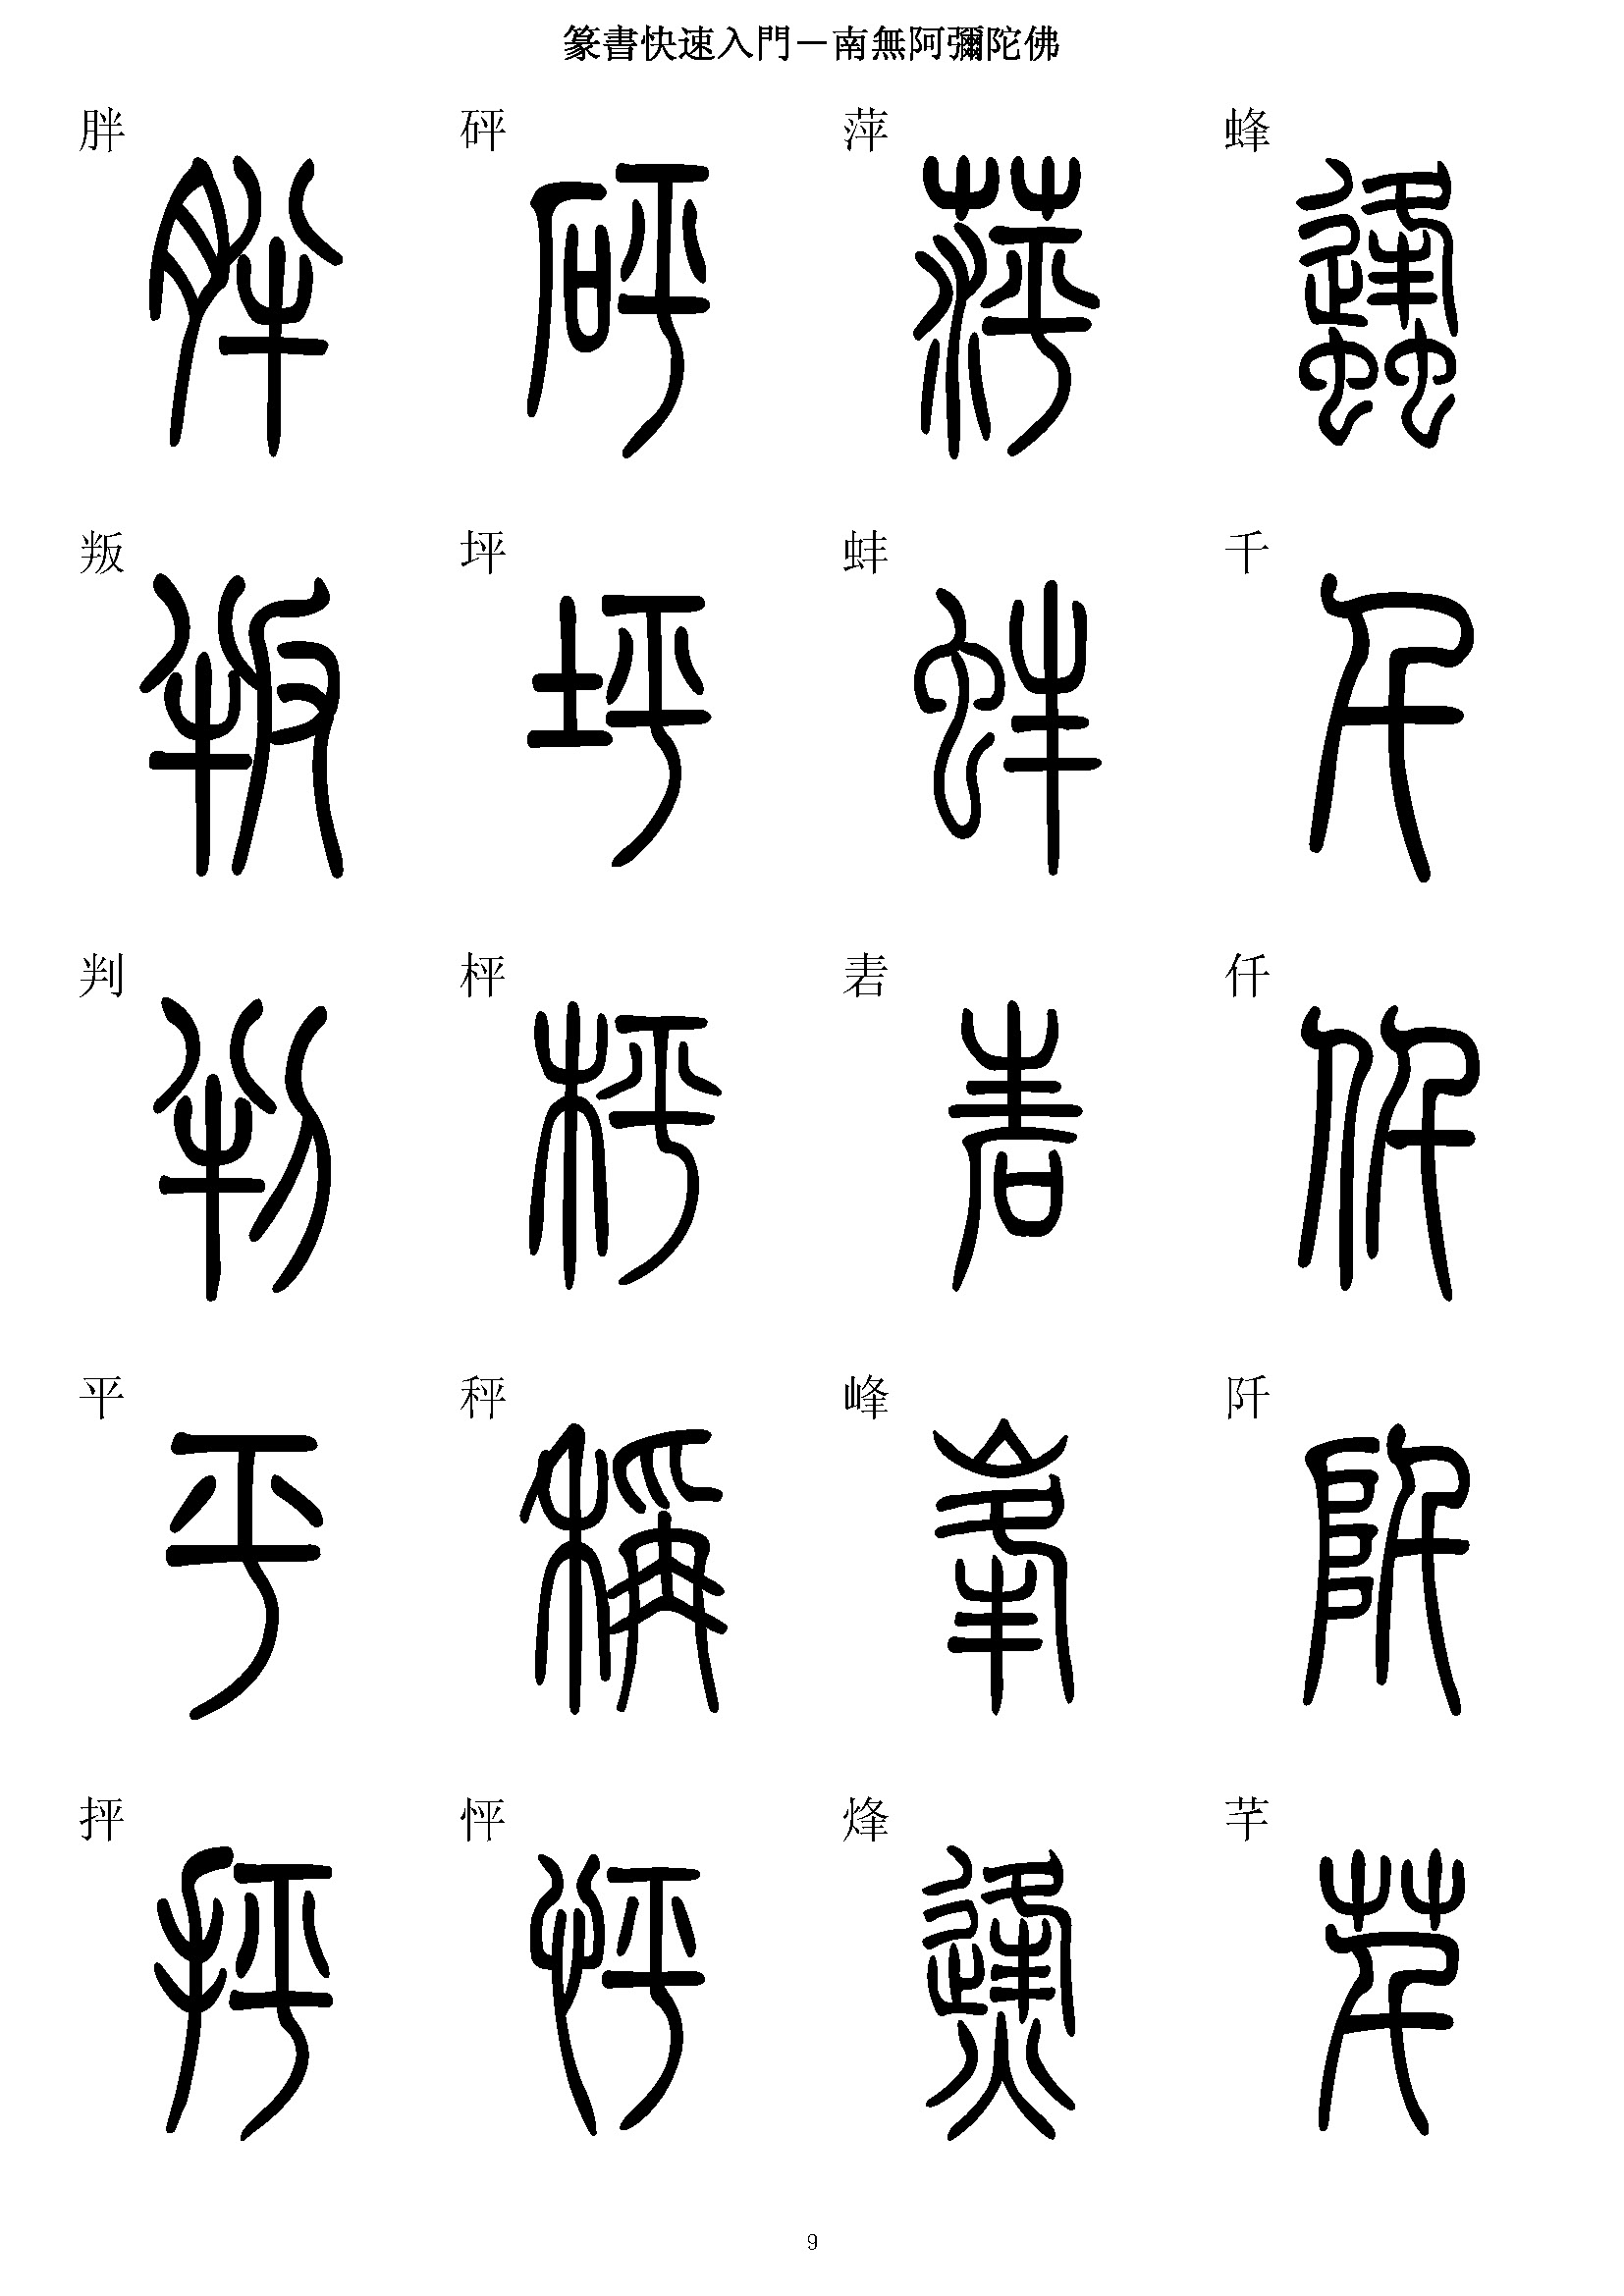 篆書快速入門－南無阿彌陀佛
胖 砰 萍 蜂
叛 坪 蚌 千
判 枰 砉 仟
平 秤 峰 阡
抨 怦 烽 芊
9